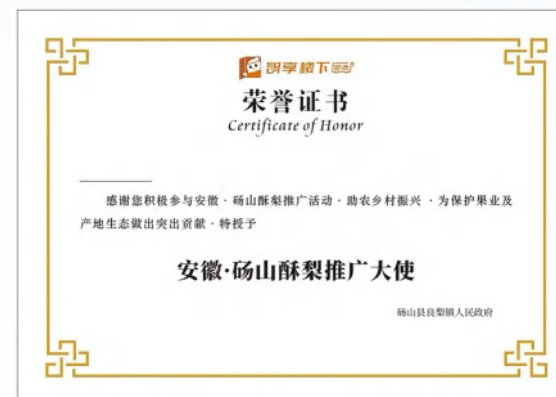 享楼下
荣誉证书
Certificate of Honor
感谢您积极参与安徽·砀山酥梨推广活动·助农乡村振兴·为保护果业及
产地生态做出突出贡献·特授予
安徽·砀山酥梨推广大使
砀山县良梨镇人民政府